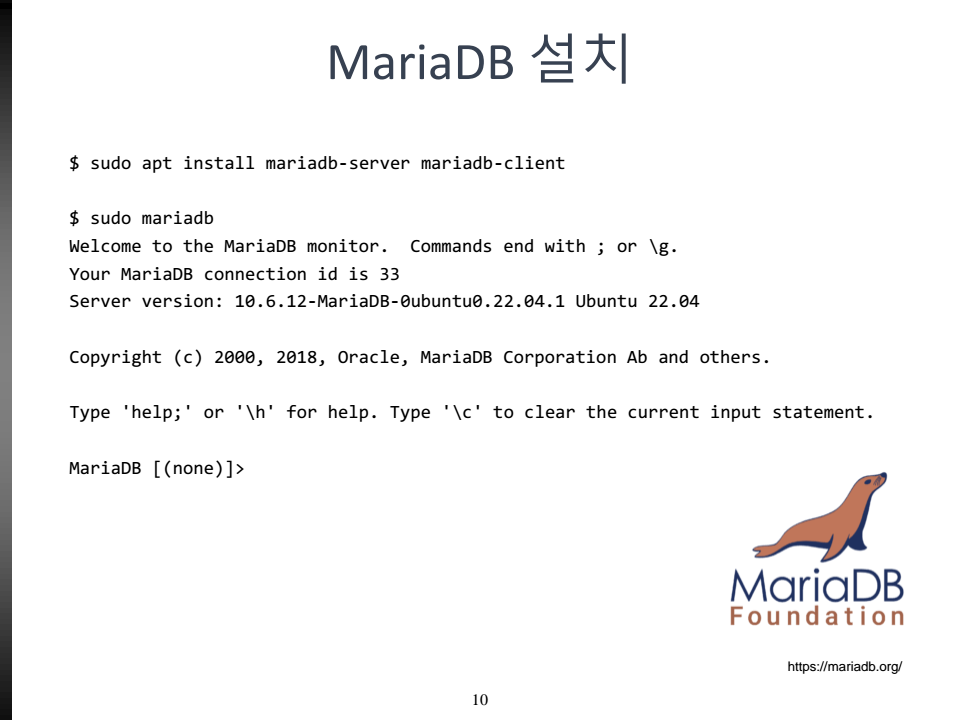 MariaDB 설치
$ sudo apt install mariadb-server mariadb-client
$ sudo mariadb
Welcome to the MariaDB monitor.  Commands end with ; or \g.
Your MariaDB connection id is 33
Server version: 10.6.12-MariaDB-0ubuntu0.22.04.1 Ubuntu 22.04
Copyright (c) 2000, 2018, Oracle, MariaDB Corporation Ab and others.
Type 'help;' or '\h' for help. Type '\c' to clear the current input statement.
MariaDB [(none)]>
MariaDB
Foundation
https://mariadb.org/
10